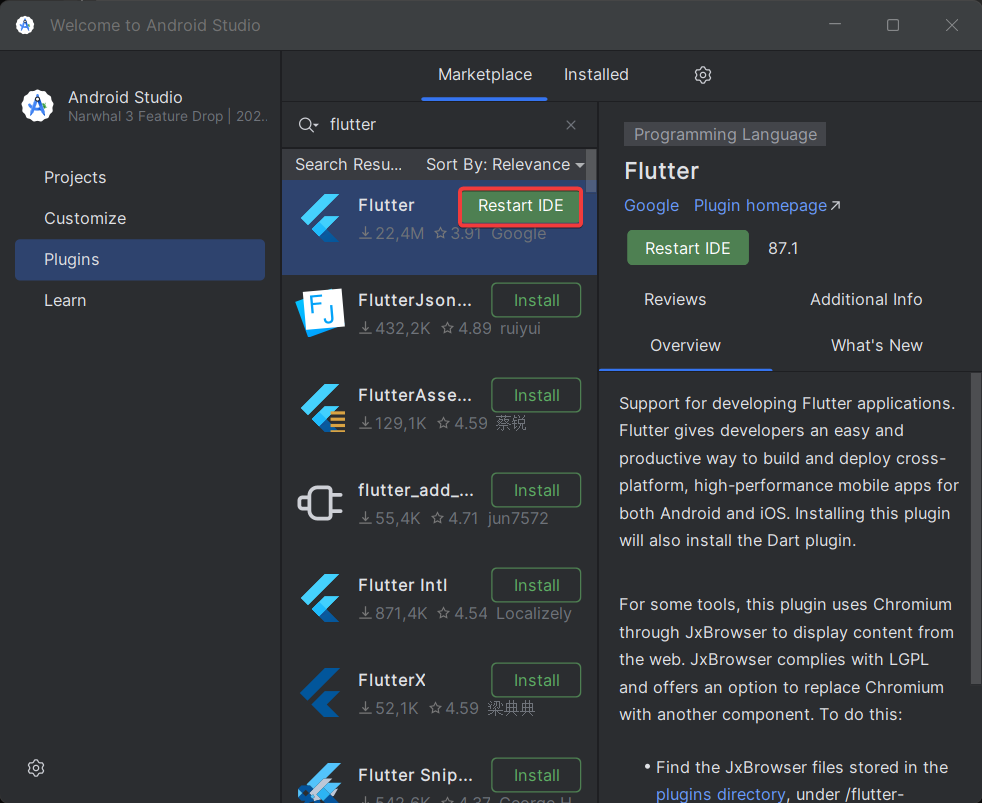 Welcome to Android Studio
Android Studio
Narwhal 3 Feature Drop | 202..
Projects
Customize
Plugins
Learn
Marketplace
Installed
flutter
Search Resu...
Sort By: Relevance
Flutter
Restart IDE
22,4M
3.91
Google
FJ
FlutterJson...
Install
432,2K
4.89
ruiyui
FlutterAsse...
Install
129,1K
4.59
蔡锐
flutter_add_...
Install
55,4K
4.71
jun7572
Flutter Intl
Install
871,4K
4.54
Localizely
FlutterX
Install
52,1K
4.59
梁典典
Flutter Snip...
Install
542,6K
4.37
George H
Programming Language
Flutter
Google
Plugin homepage
Restart IDE
87.1
Reviews
Additional Info
Overview
What's New
Support for developing Flutter applications.
Flutter gives developers an easy and
productive way to build and deploy cross-
platform, high-performance mobile apps for
both Android and iOS. Installing this plugin
will also install the Dart plugin.
For some tools, this plugin uses Chromium
through JxBrowser to display content from
the web. JxBrowser complies with LGPL
and offers an option to replace Chromium
with another component. To do this:
• Find the JxBrowser files stored in the
plugins directory, under /flutter-